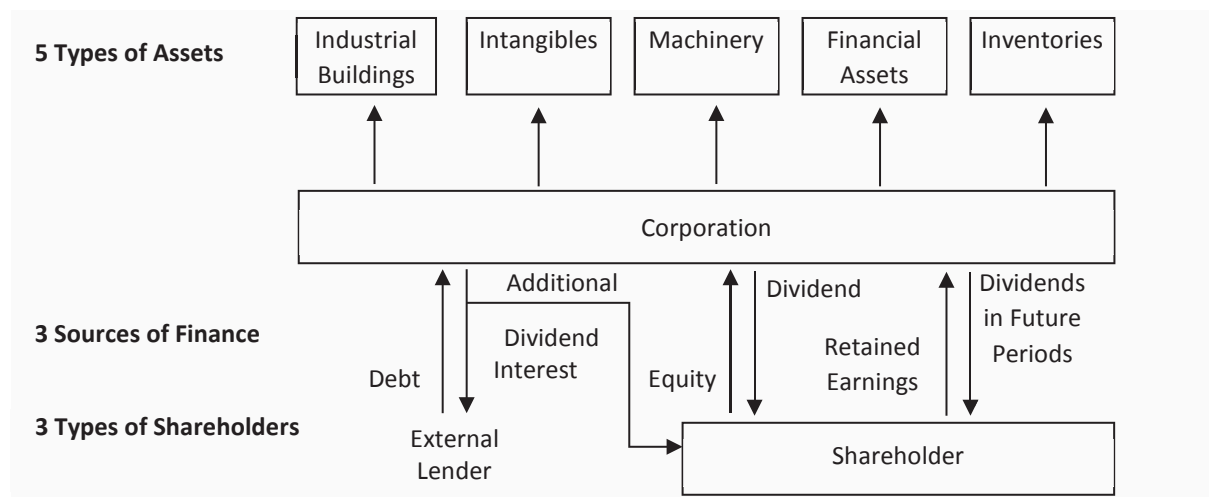 5 Types of Assets
Industrial
Buildings
Intangibles
Machinery
Financial
Assets
Inventories
Corporation
3 Sources of Finance
Additional
Dividend
Interest
Debt
Equity
Dividend
Retained
Earnings
Dividends
in Future
Periods
3 Types of Shareholders
External
Lender
Shareholder